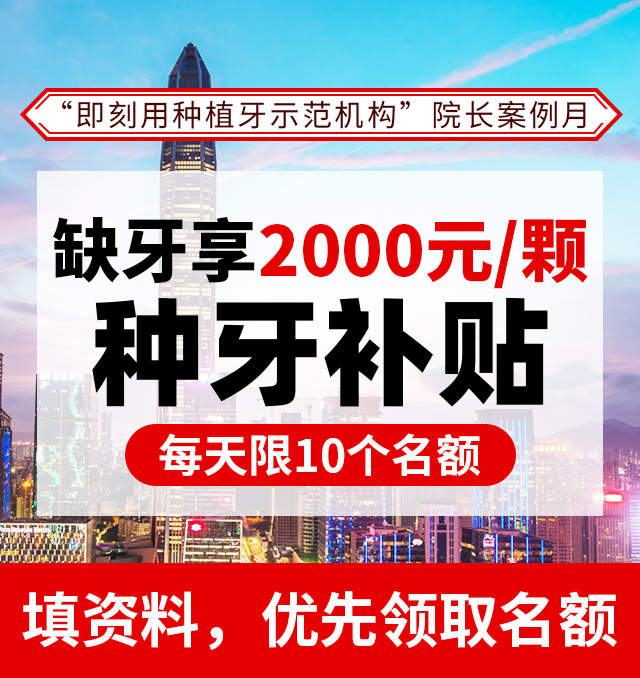 “即刻用种植牙示范机构”院长案例月
缺牙享2000元/颗
种牙补贴
每天限10个名额
填资料，优先领取名额